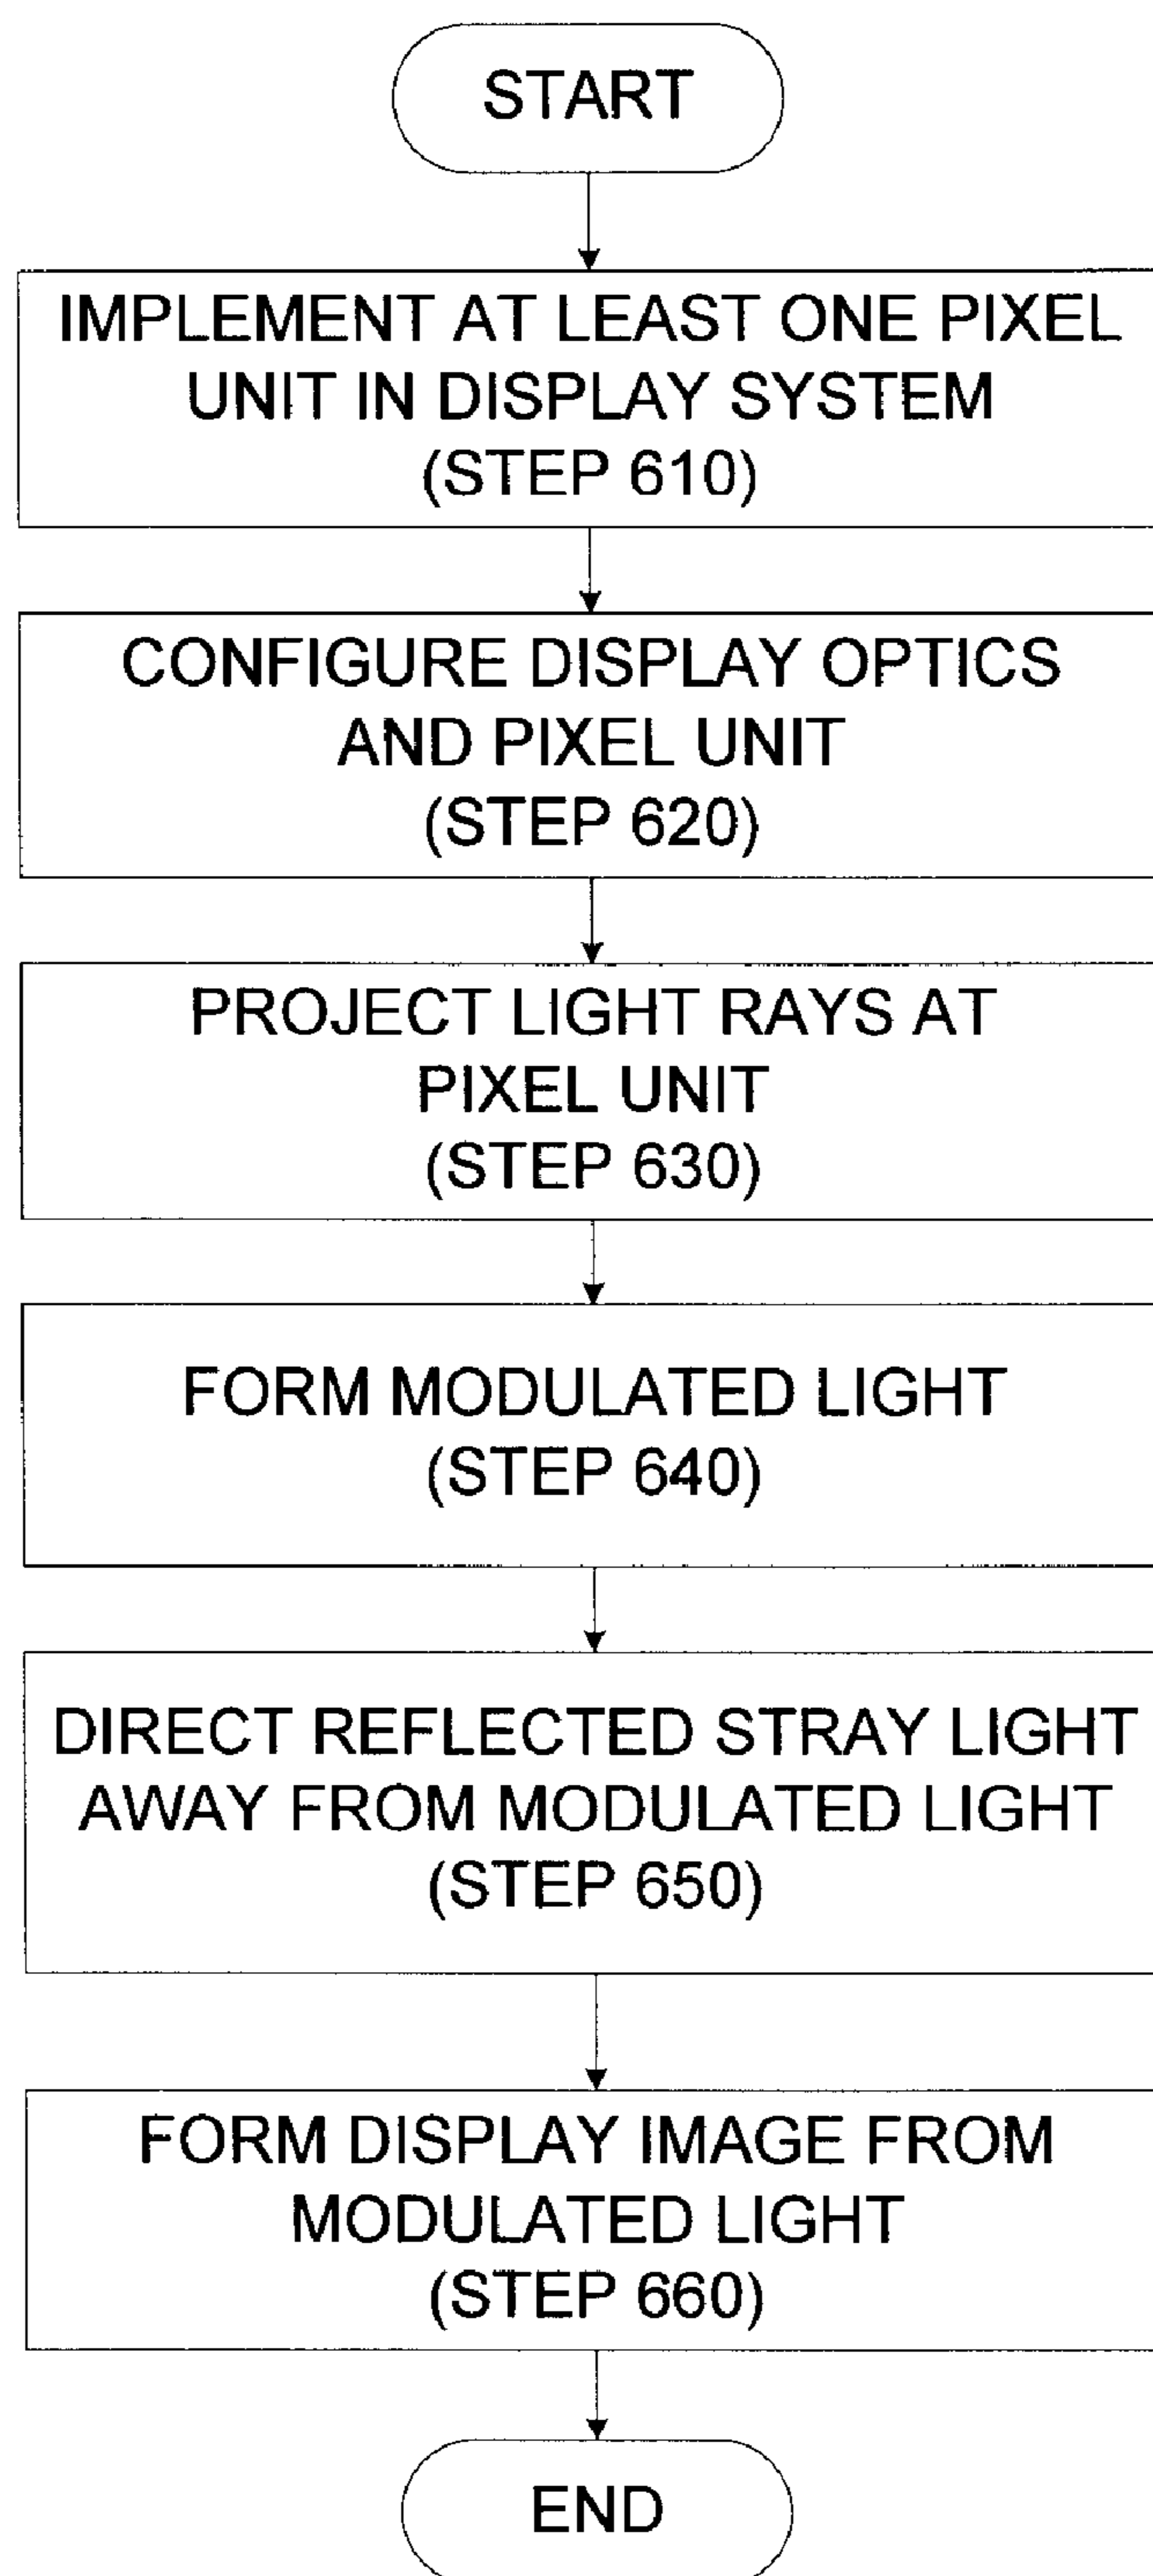 START
IMPLEMENT AT LEAST ONE PIXEL
UNIT IN DISPLAY SYSTEM
(STEP 610)
CONFIGURE DISPLAY OPTICS
AND PIXEL UNIT
(STEP 620)
PROJECT LIGHT RAYS AT
PIXEL UNIT
(STEP 630)
FORM MODULATED LIGHT
(STEP 640)
DIRECT REFLECTED STRAY LIGHT
AWAY FROM MODULATED LIGHT
(STEP 650)
FORM DISPLAY IMAGE FROM
MODULATED LIGHT
(STEP 660)
END